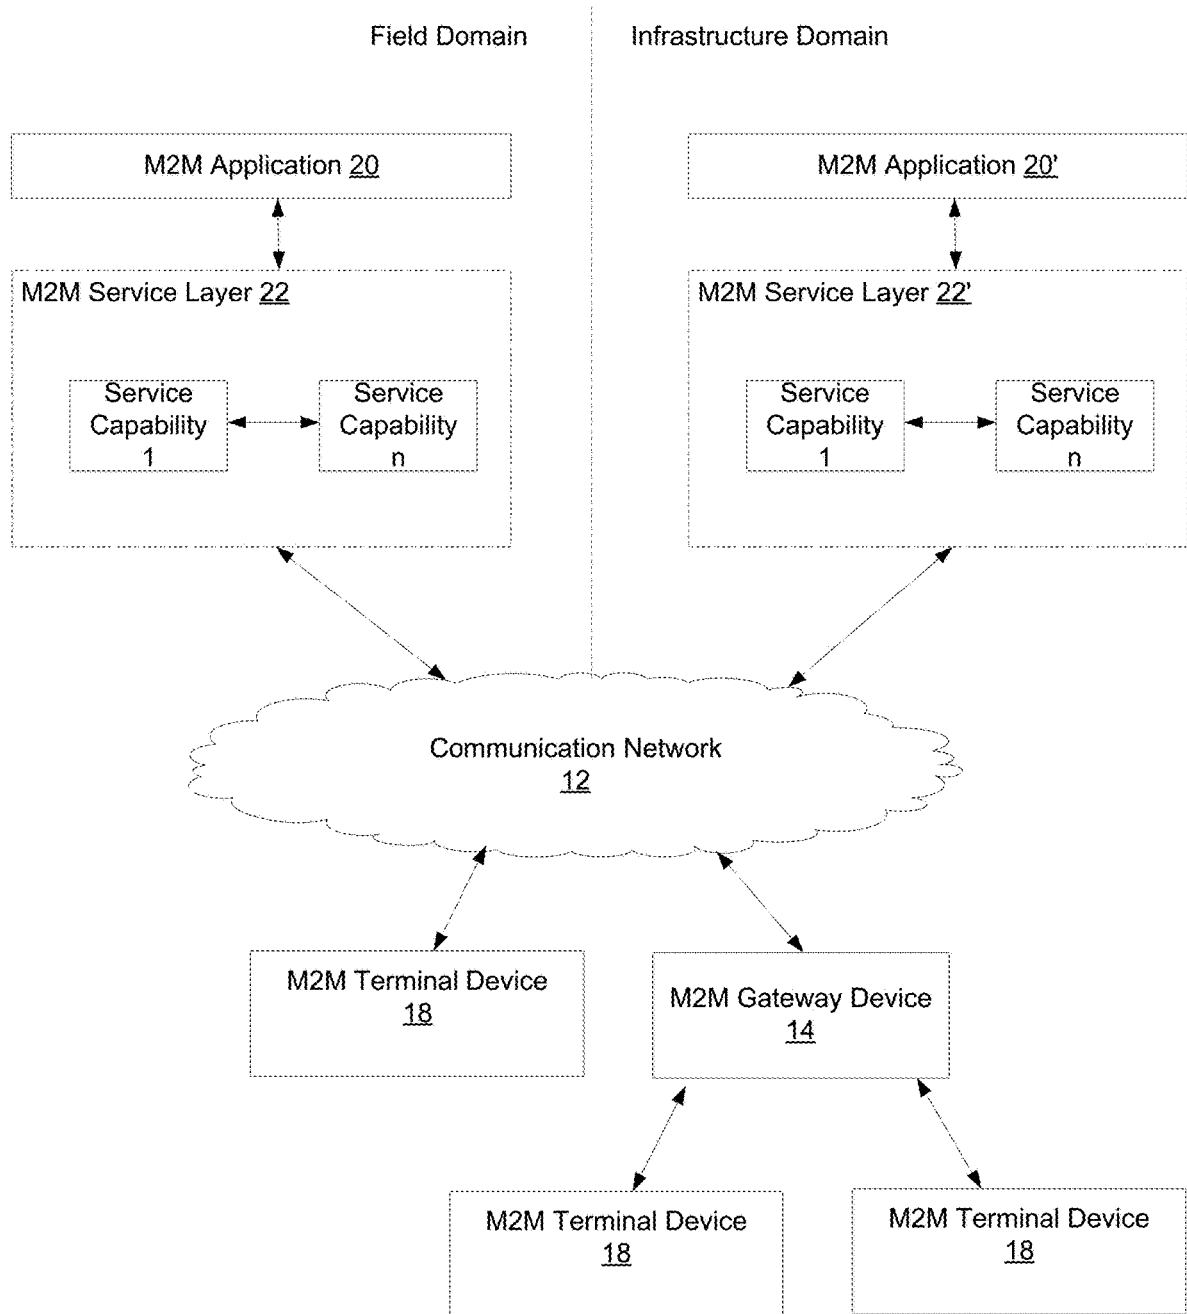 Field Domain
Infrastructure Domain
M2M Application 20
M2M Application 20'
M2M Service Layer 22
M2M Service Layer 22'
Service
Capability
1
Service
Capability
n
Service
Capability
1
Service
Capability
n
Communication Network
12
M2M Terminal Device
18
M2M Gateway Device
14
M2M Terminal Device
18
M2M Terminal Device
18